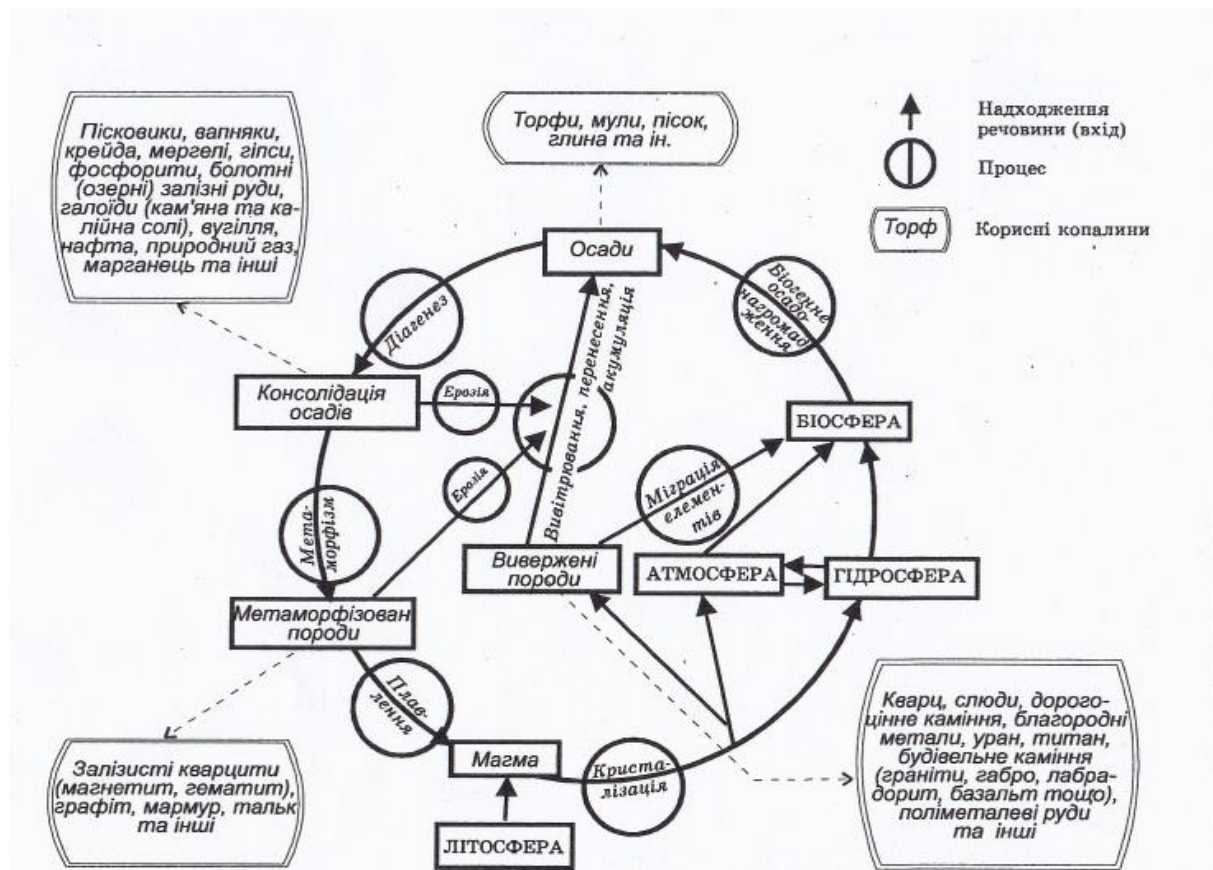 Пісковики, вапняки,
крейда, мергелі, гіпси,
фосфорити, болотні
(озерні) залізні руди,
галоїди (кам'яна та ка-
лійна солі), вугілля,
нафта, природний газ,
марганець та інші
Торфи, мули, пісок,
глина та ін.
Надходження
речовини (вхід)
Процес
Торф
Корисні копалини
Осади
Біогенне
осадо-
нагромад
ження
Діагенез
Вивітрювання, перенесення,
акумуляція
Консолідація
осадів
Ерозія
БІОСФЕРА
Ерозія
Міграція
елемен-
тів
Мета-
морфізм
Вивержені
породи
АТМОСФЕРА
ГІДРОСФЕРА
Метаморфізован
породи
Плав-
лення
Магма
Криста-
лізація
ЛІТОСФЕРА
Залізисті кварцити
(магнетит, гематит),
графіт, мармур, тальк
та інші
Кварц, слюди, дорого-
цінне каміння, благородні
метали, уран, титан,
будівельне каміння
(граніти, габро, лабра-
дорит, базальт тощо),
поліметалеві руди
та інші